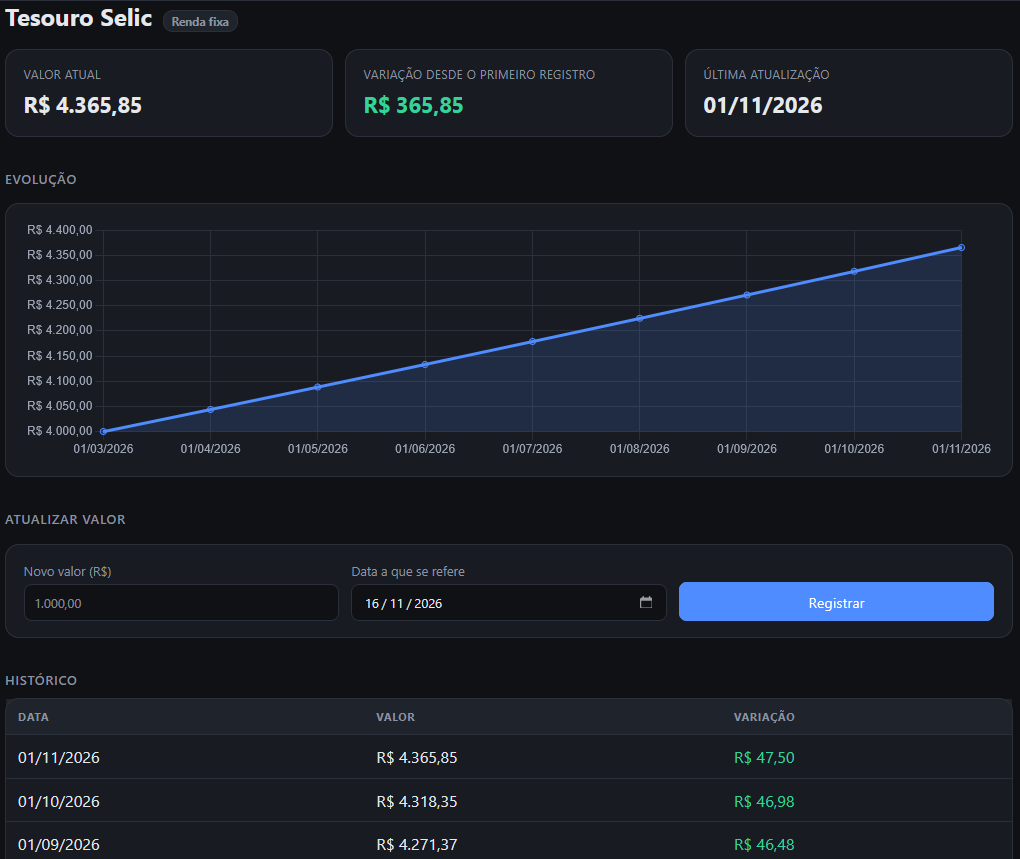 Tesouro Selic Renda fixa
VALOR ATUAL
R$ 4.365,85
VARIAÇÃO DESDE O PRIMEIRO REGISTRO
R$ 365,85
ÚLTIMA ATUALIZAÇÃO
01/11/2026
EVOLUÇÃO
R$ 4.400,00
R$ 4.350,00
R$ 4.300,00
R$ 4.250,00
R$ 4.200,00
R$ 4.150,00
R$ 4.100,00
R$ 4.050,00
R$ 4.000,00
01/03/2026 01/04/2026 01/05/2026 01/06/2026 01/07/2026 01/08/2026 01/09/2026 01/10/2026 01/11/2026
ATUALIZAR VALOR
Novo valor (R$)
1.000,00
Data a que se refere
16 / 11 / 2026
Registrar
HISTÓRICO
DATA VALOR VARIAÇÃO
01/11/2026 R$ 4.365,85 R$ 47,50
01/10/2026 R$ 4.318,35 R$ 46,98
01/09/2026 R$ 4.271,37 R$ 46,48